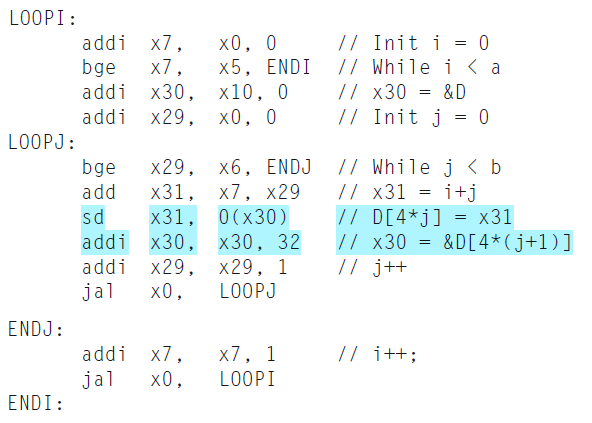 LOOPI:
addi x7, x0, 0 // Init i = 0
bge x7, x5, ENDI // While i < a
addi x30, x10, 0 // x30 = &D
addi x29, x0, 0 // Init j = 0
LOOPJ:
bge x29, x6, ENDJ // While j < b
add x31, x7, x29 // x31 = i+j
sd x31, 0(x30) // D[4*j] = x31
addi x30, x30, 32 // x30 = &D[4*(j+1)]
addi x29, x29, 1 // j++
jal x0, LOOPJ
ENDJ:
addi x7, x7, 1 // i++;
jal x0, LOOPI
ENDI: